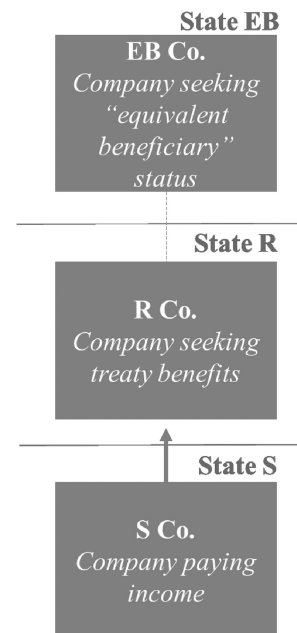 State EB
EB Co.
Company seeking
“equivalent
beneficiary”
status
State R
R Co.
Company seeking
treaty benefits
State S
S Co.
Company paying
income